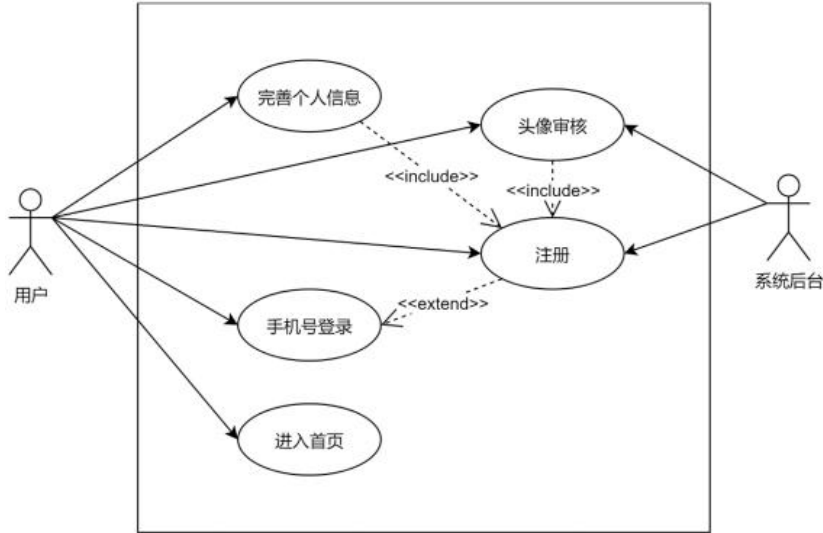 完善个人信息
头像审核
<<include>>
<<include>>
注册
用户
系统后台
<<extend>>
手机号登录
进入首页